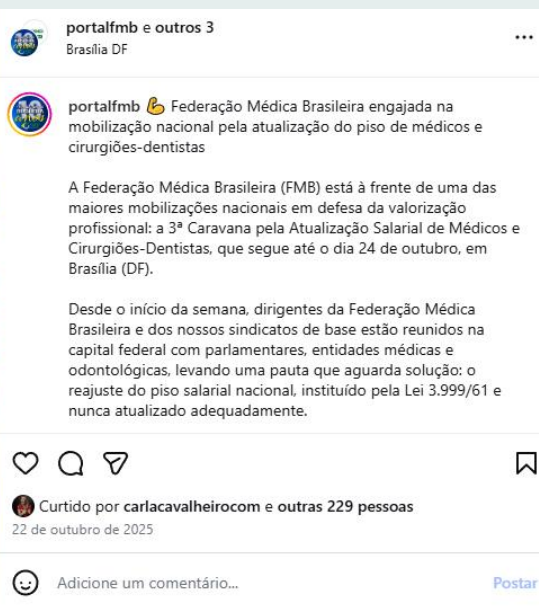 portalfmb e outros 3
Brasília DF
portalfmb 💪 Federação Médica Brasileira engajada na
mobilização nacional pela atualização do piso de médicos e
cirurgiões-dentistas
A Federação Médica Brasileira (FMB) está à frente de uma das
maiores mobilizações nacionais em defesa da valorização
profissional: a 3ª Caravana pela Atualização Salarial de Médicos e
Cirurgiões-Dentistas, que segue até o dia 24 de outubro, em
Brasília (DF).
Desde o início da semana, dirigentes da Federação Médica
Brasileira e dos nossos sindicatos de base estão reunidos na
capital federal com parlamentares, entidades médicas e
odontológicas, levando uma pauta que aguarda solução: o
reajuste do piso salarial nacional, instituído pela Lei 3.999/61 e
nunca atualizado adequadamente.
Curtido por carlacavalheirocom e outras 229 pessoas
22 de outubro de 2025
Adicione um comentário...
Postar